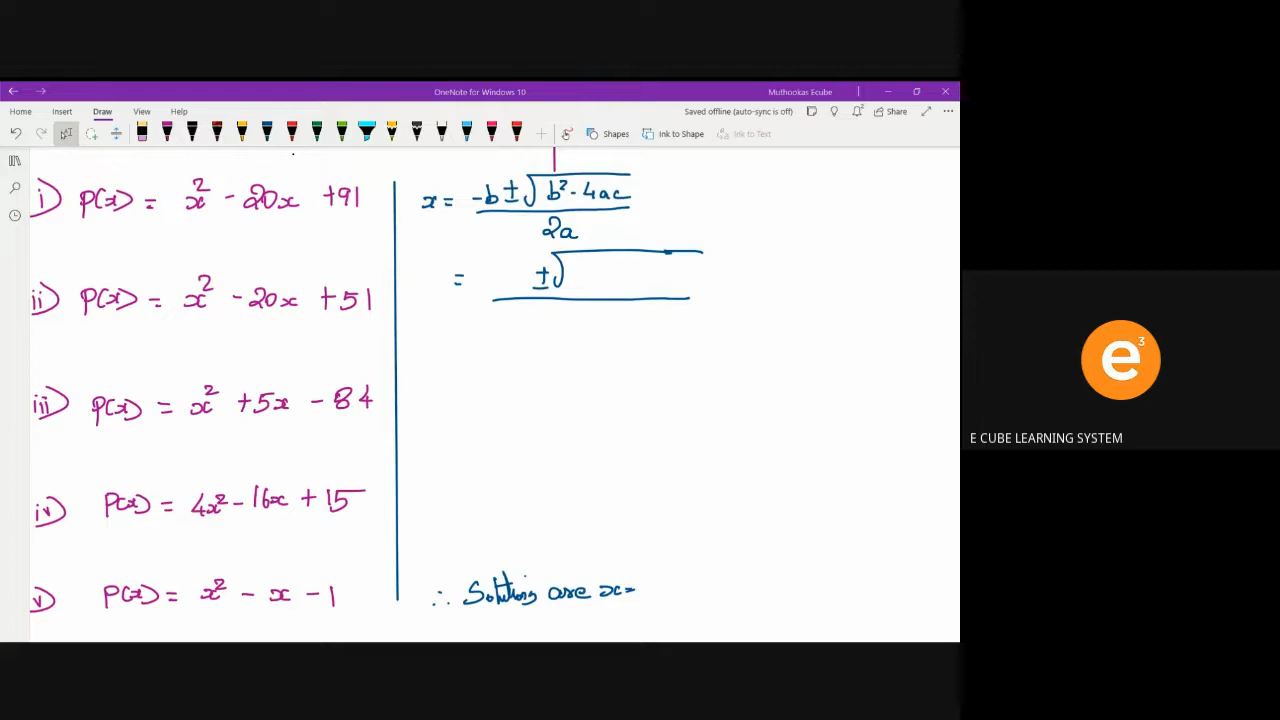 OneNote for Windows 10
Muthookas Ecube
Home Insert Draw View Help
Saved offline (auto-sync is off)
Share
Shapes
Ink to Shape
Ink to Text
i) P(x) = x² - 20x + 91
ii) P(x) = x² - 20x + 51
iii) P(x) = x² + 5x - 84
iv) P(x) = 4x² - 16x + 15
v) P(x) = x² - x - 1
x = -b ± √b² - 4ac
2a
= ± √
∴ Solutions are x=
e³
E CUBE LEARNING SYSTEM